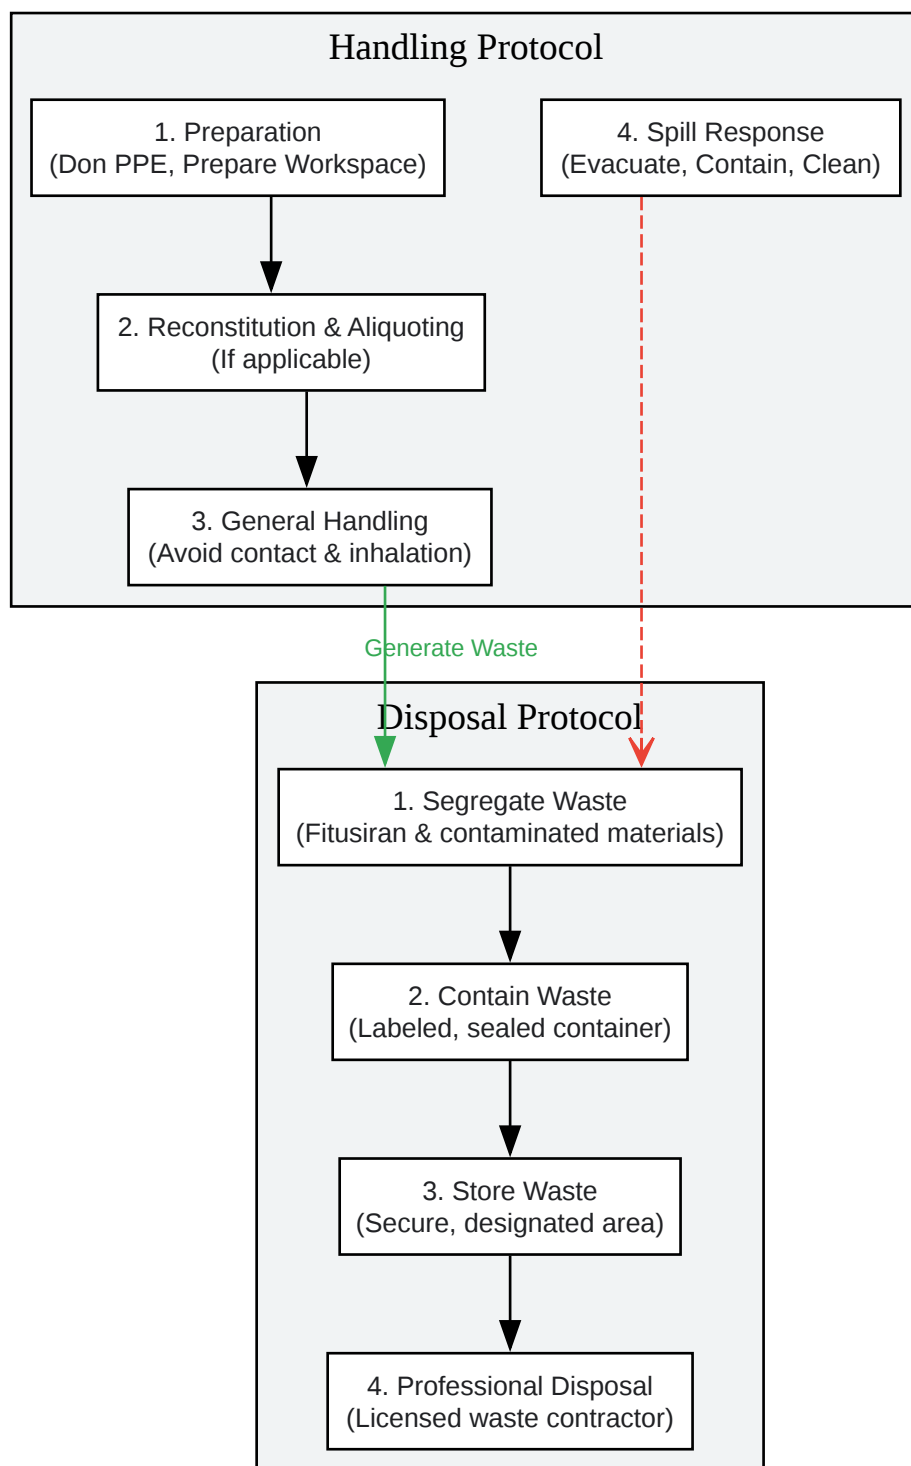 Handling Protocol
1. Preparation
(Don PPE, Prepare Workspace)
4. Spill Response
(Evacuate, Contain, Clean)
2. Reconstitution & Aliquoting
(If applicable)
3. General Handling
(Avoid contact & inhalation)
Generate Waste
Disposal Protocol
1. Segregate Waste
(Fitusiran & contaminated materials)
2. Contain Waste
(Labeled, sealed container)
3. Store Waste
(Secure, designated area)
4. Professional Disposal
(Licensed waste contractor)